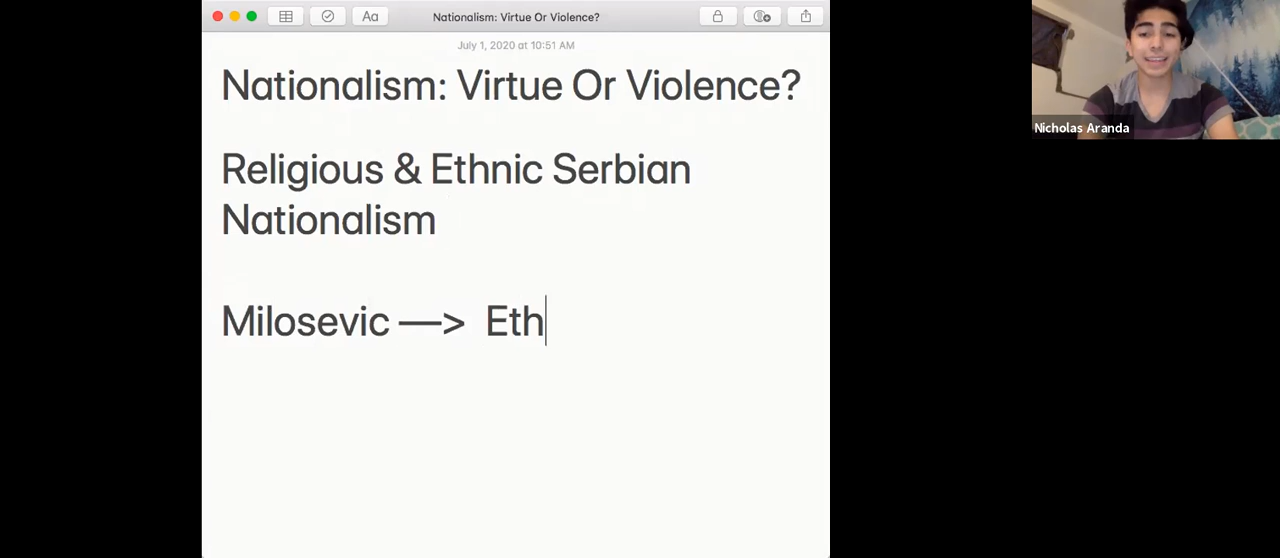 Aa
Nationalism: Virtue Or Violence?
July 1, 2020 at 10:51 AM
Nationalism: Virtue Or Violence?
Religious & Ethnic Serbian
Nationalism
Milosevic —> Eth
Nicholas Aranda